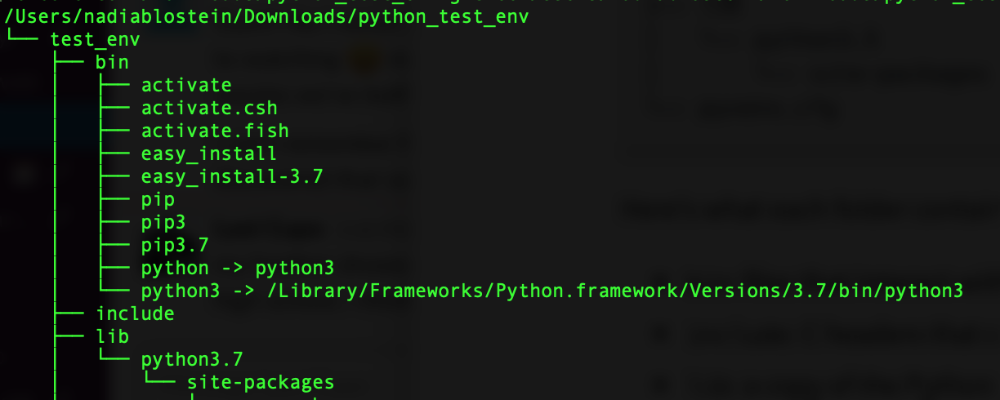 /Users/nadiablostein/Downloads/python_test_env
└── test_env
    ├── bin
    │   ├── activate
    │   ├── activate.csh
    │   ├── activate.fish
    │   ├── easy_install
    │   ├── easy_install-3.7
    │   ├── pip
    │   ├── pip3
    │   ├── pip3.7
    │   ├── python -> python3
    │   └── python3 -> /Library/Frameworks/Python.framework/Versions/3.7/bin/python3
    ├── include
    ├── lib
    │   └── python3.7
    │       └── site-packages